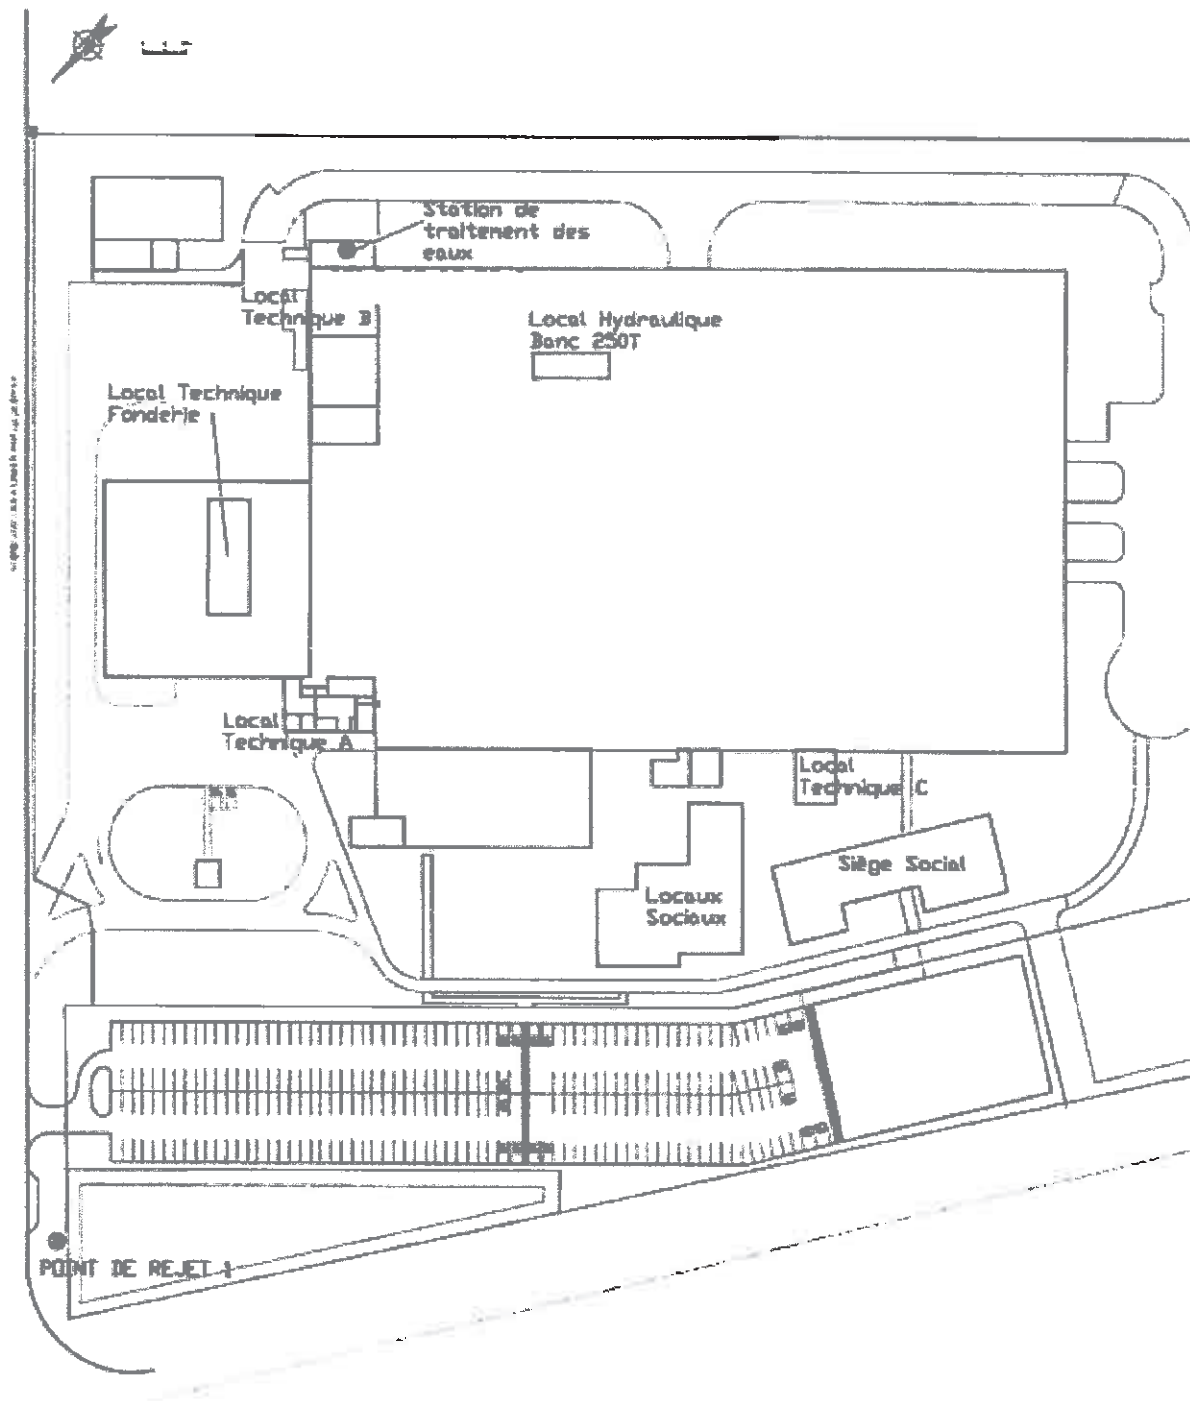 Station de
traitement des
eaux
Local
Technique B
Local Hydraulique
Banc 250T
Local Technique
Fonderie
Local
Technique A
Local
Technique C
Siège Social
Locaux
Sociaux
POINT DE REJET 1